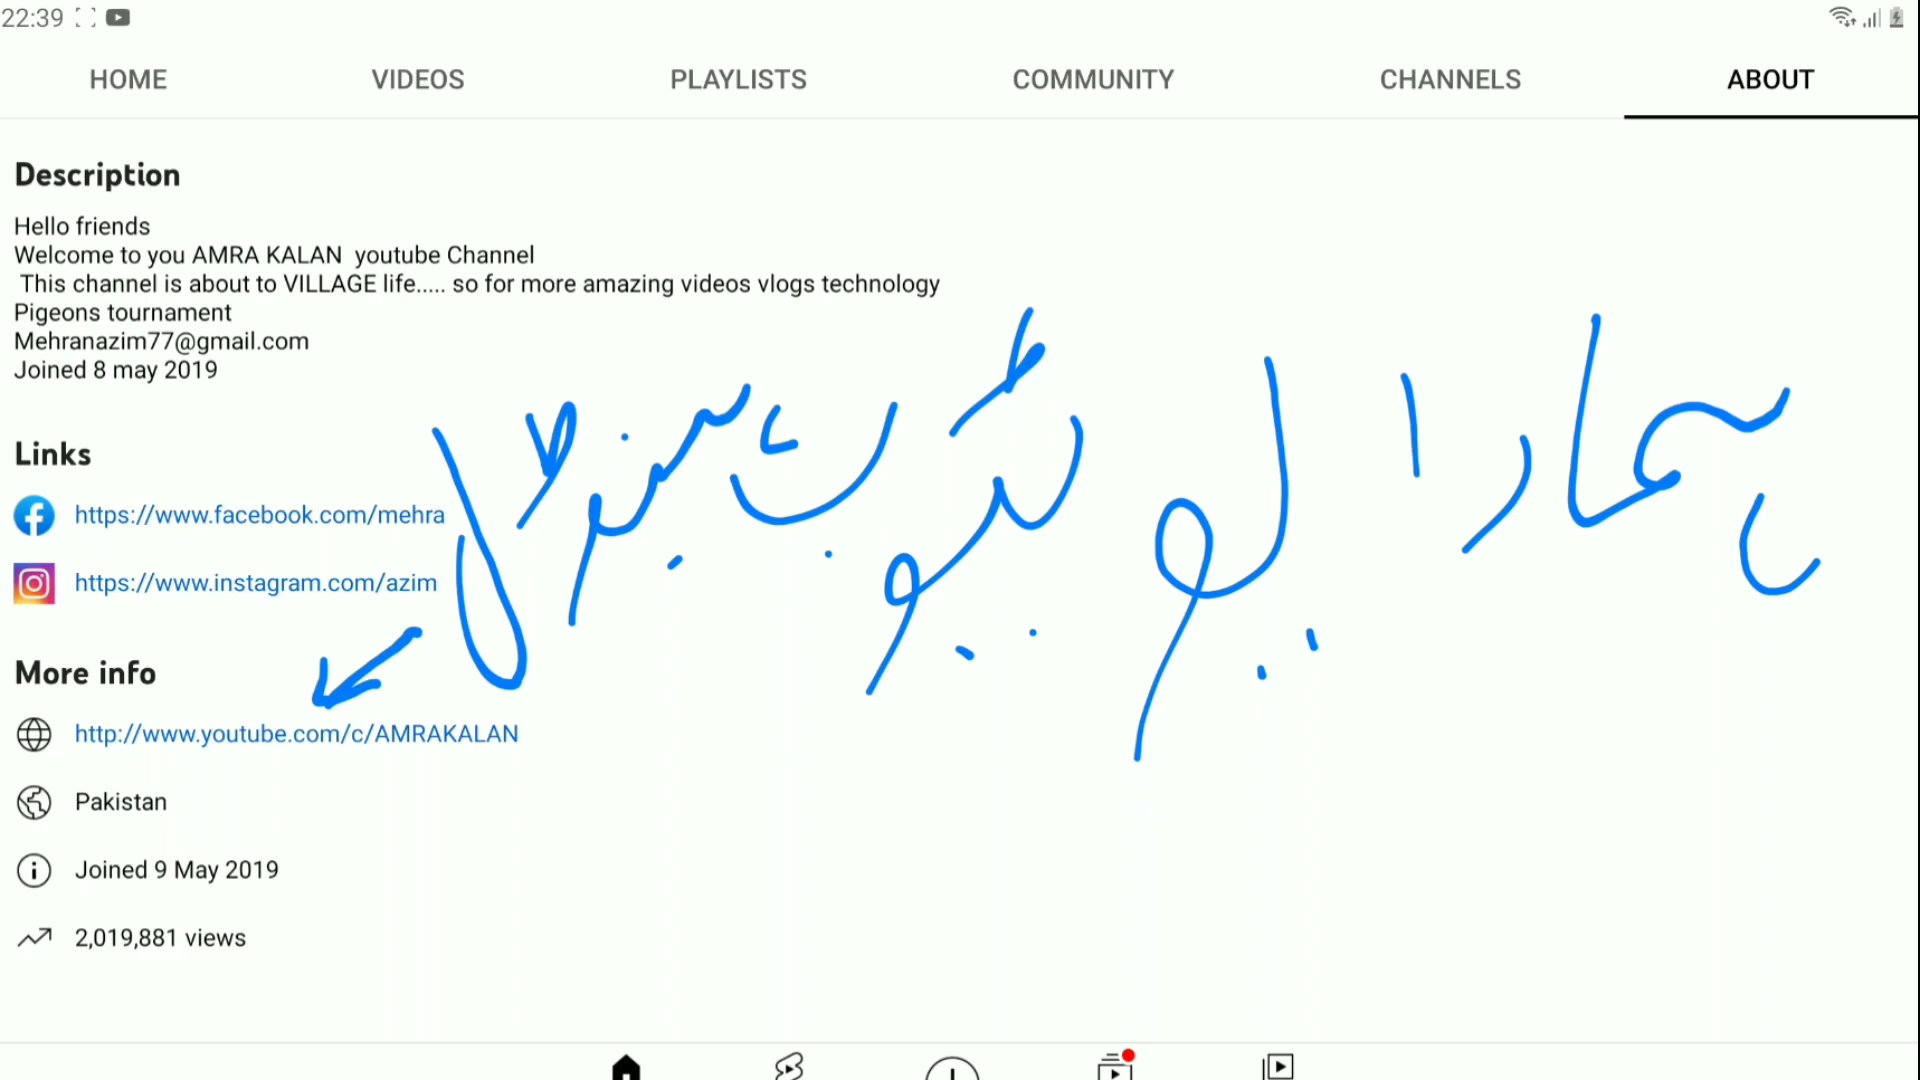 22:39
HOME VIDEOS PLAYLISTS COMMUNITY CHANNELS ABOUT
Description
Hello friends
Welcome to you AMRA KALAN youtube Channel
This channel is about to VILLAGE life..... so for more amazing videos vlogs technology
Pigeons tournament
Mehranazim77@gmail.com
Joined 8 may 2019
ہمارا یوٹیوب چینل
Links
https://www.facebook.com/mehra
https://www.instagram.com/azim
More info
http://www.youtube.com/c/AMRAKALAN
Pakistan
Joined 9 May 2019
2,019,881 views